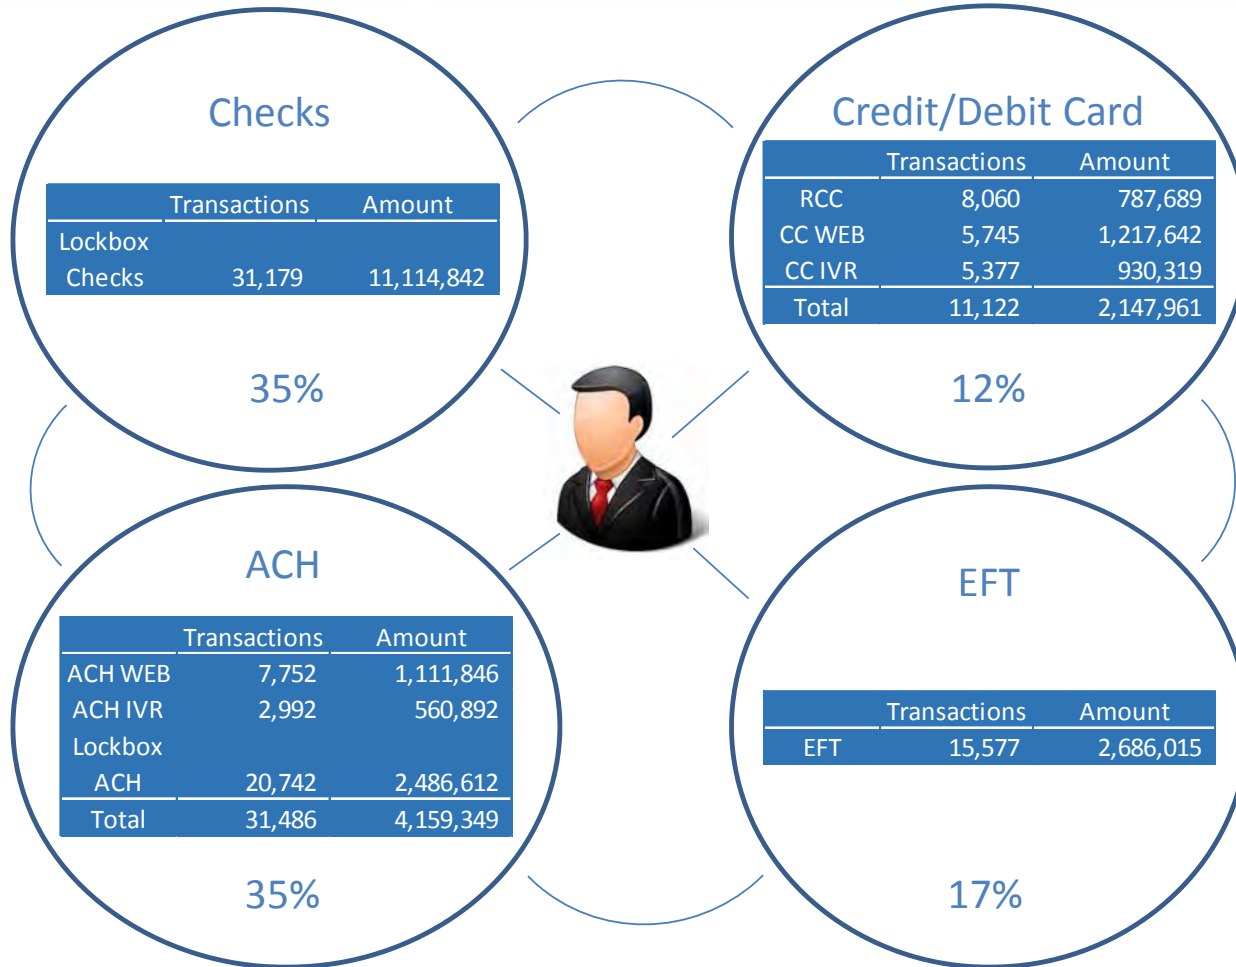 Checks
Transactions Amount
Lockbox
Checks 31,179 11,114,842
35%
Credit/Debit Card
Transactions Amount
RCC 8,060 787,689
CC WEB 5,745 1,217,642
CC IVR 5,377 930,319
Total 11,122 2,147,961
12%
ACH
Transactions Amount
ACH WEB 7,752 1,111,846
ACH IVR 2,992 560,892
Lockbox
ACH 20,742 2,486,612
Total 31,486 4,159,349
35%
EFT
Transactions Amount
EFT 15,577 2,686,015
17%